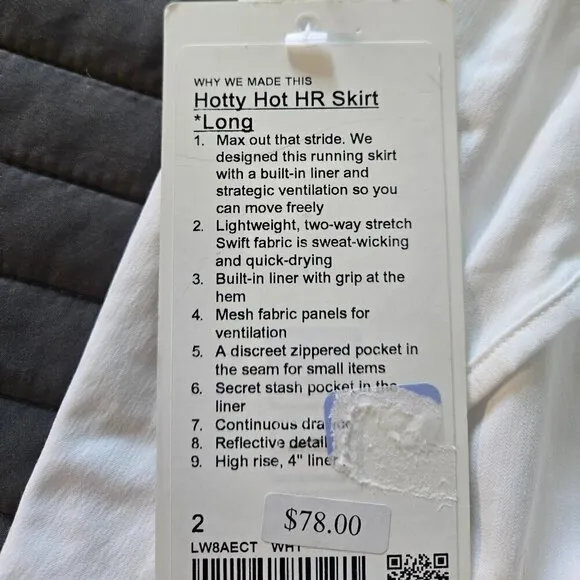 WHY WE MADE THIS
Hotty Hot HR Skirt
*Long
1. Max out that stride. We
designed this running skirt
with a built-in liner and
strategic ventilation so you
can move freely
2. Lightweight, two-way stretch
Swift fabric is sweat-wicking
and quick-drying
3. Built-in liner with grip at the
hem
4. Mesh fabric panels for
ventilation
5. A discreet zippered pocket in
the seam for small items
6. Secret stash pocket in the
liner
7. Continuous
8. Reflective
9. High rise, 4"
2
$78.00
LW8AECT WHT